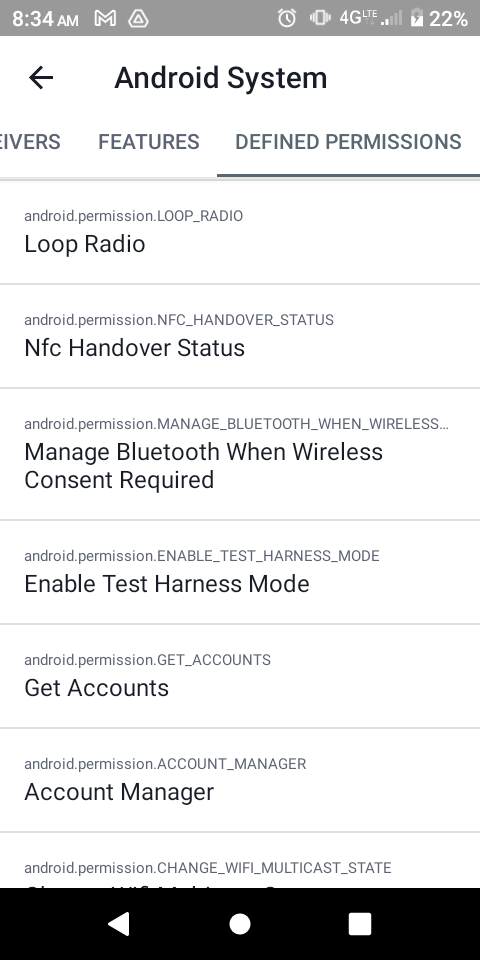 8:34 AM 4G LTE 22%
Android System
EIVERS FEATURES DEFINED PERMISSIONS
android.permission.LOOP_RADIO
Loop Radio
android.permission.NFC_HANDOVER_STATUS
Nfc Handover Status
android.permission.MANAGE_BLUETOOTH_WHEN_WIRELESS...
Manage Bluetooth When Wireless
Consent Required
android.permission.ENABLE_TEST_HARNESS_MODE
Enable Test Harness Mode
android.permission.GET_ACCOUNTS
Get Accounts
android.permission.ACCOUNT_MANAGER
Account Manager
android.permission.CHANGE_WIFI_MULTICAST_STATE